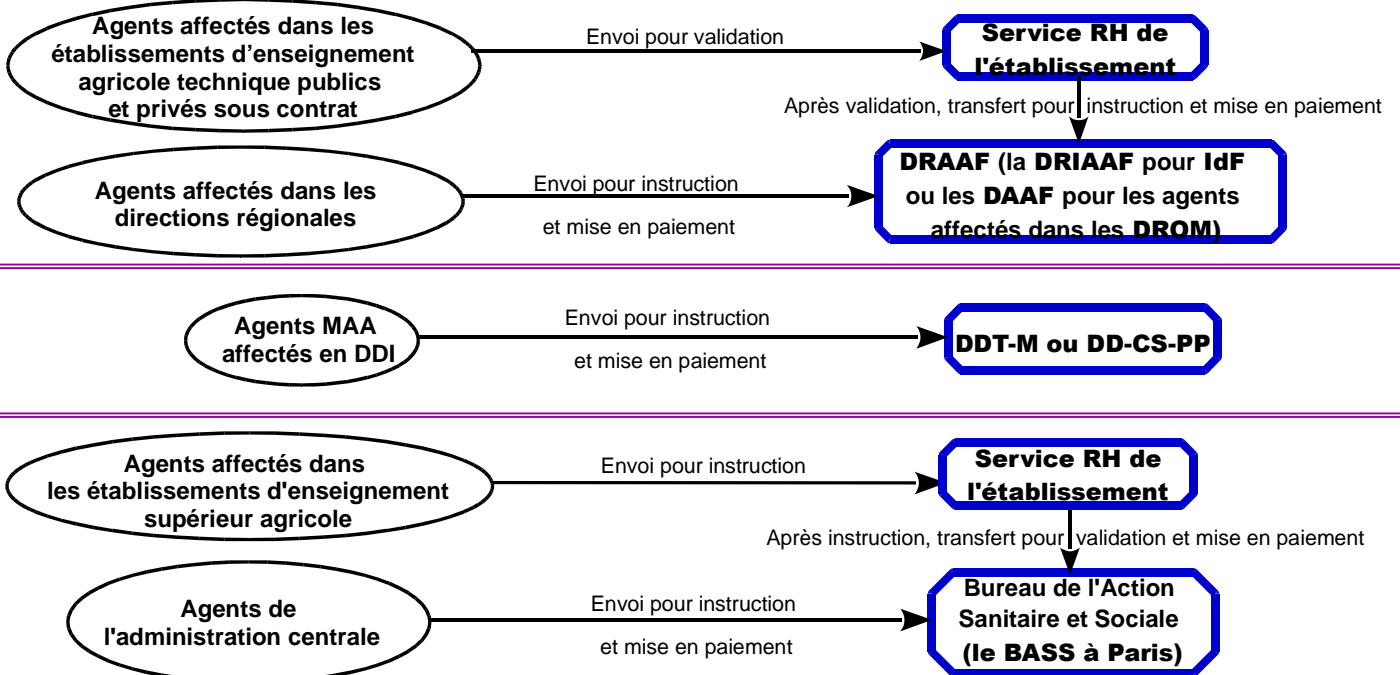 Agents affectés dans les
établissements d’enseignement
agricole technique publics
et privés sous contrat
Envoi pour validation
Service RH de
l'établissement
Après validation, transfert pour instruction et mise en paiement
Agents affectés dans les
directions régionales
Envoi pour instruction
et mise en paiement
DRAAF (la DRIAAF pour IdF
ou les DAAF pour les agents
affectés dans les DROM)
Agents MAA
affectés en DDI
Envoi pour instruction
et mise en paiement
DDT-M ou DD-CS-PP
Agents affectés dans
les établissements d'enseignement
supérieur agricole
Envoi pour instruction
Service RH de
l'établissement
Après instruction, transfert pour validation et mise en paiement
Agents de
l'administration centrale
Envoi pour instruction
et mise en paiement
Bureau de l'Action
Sanitaire et Sociale
(le BASS à Paris)